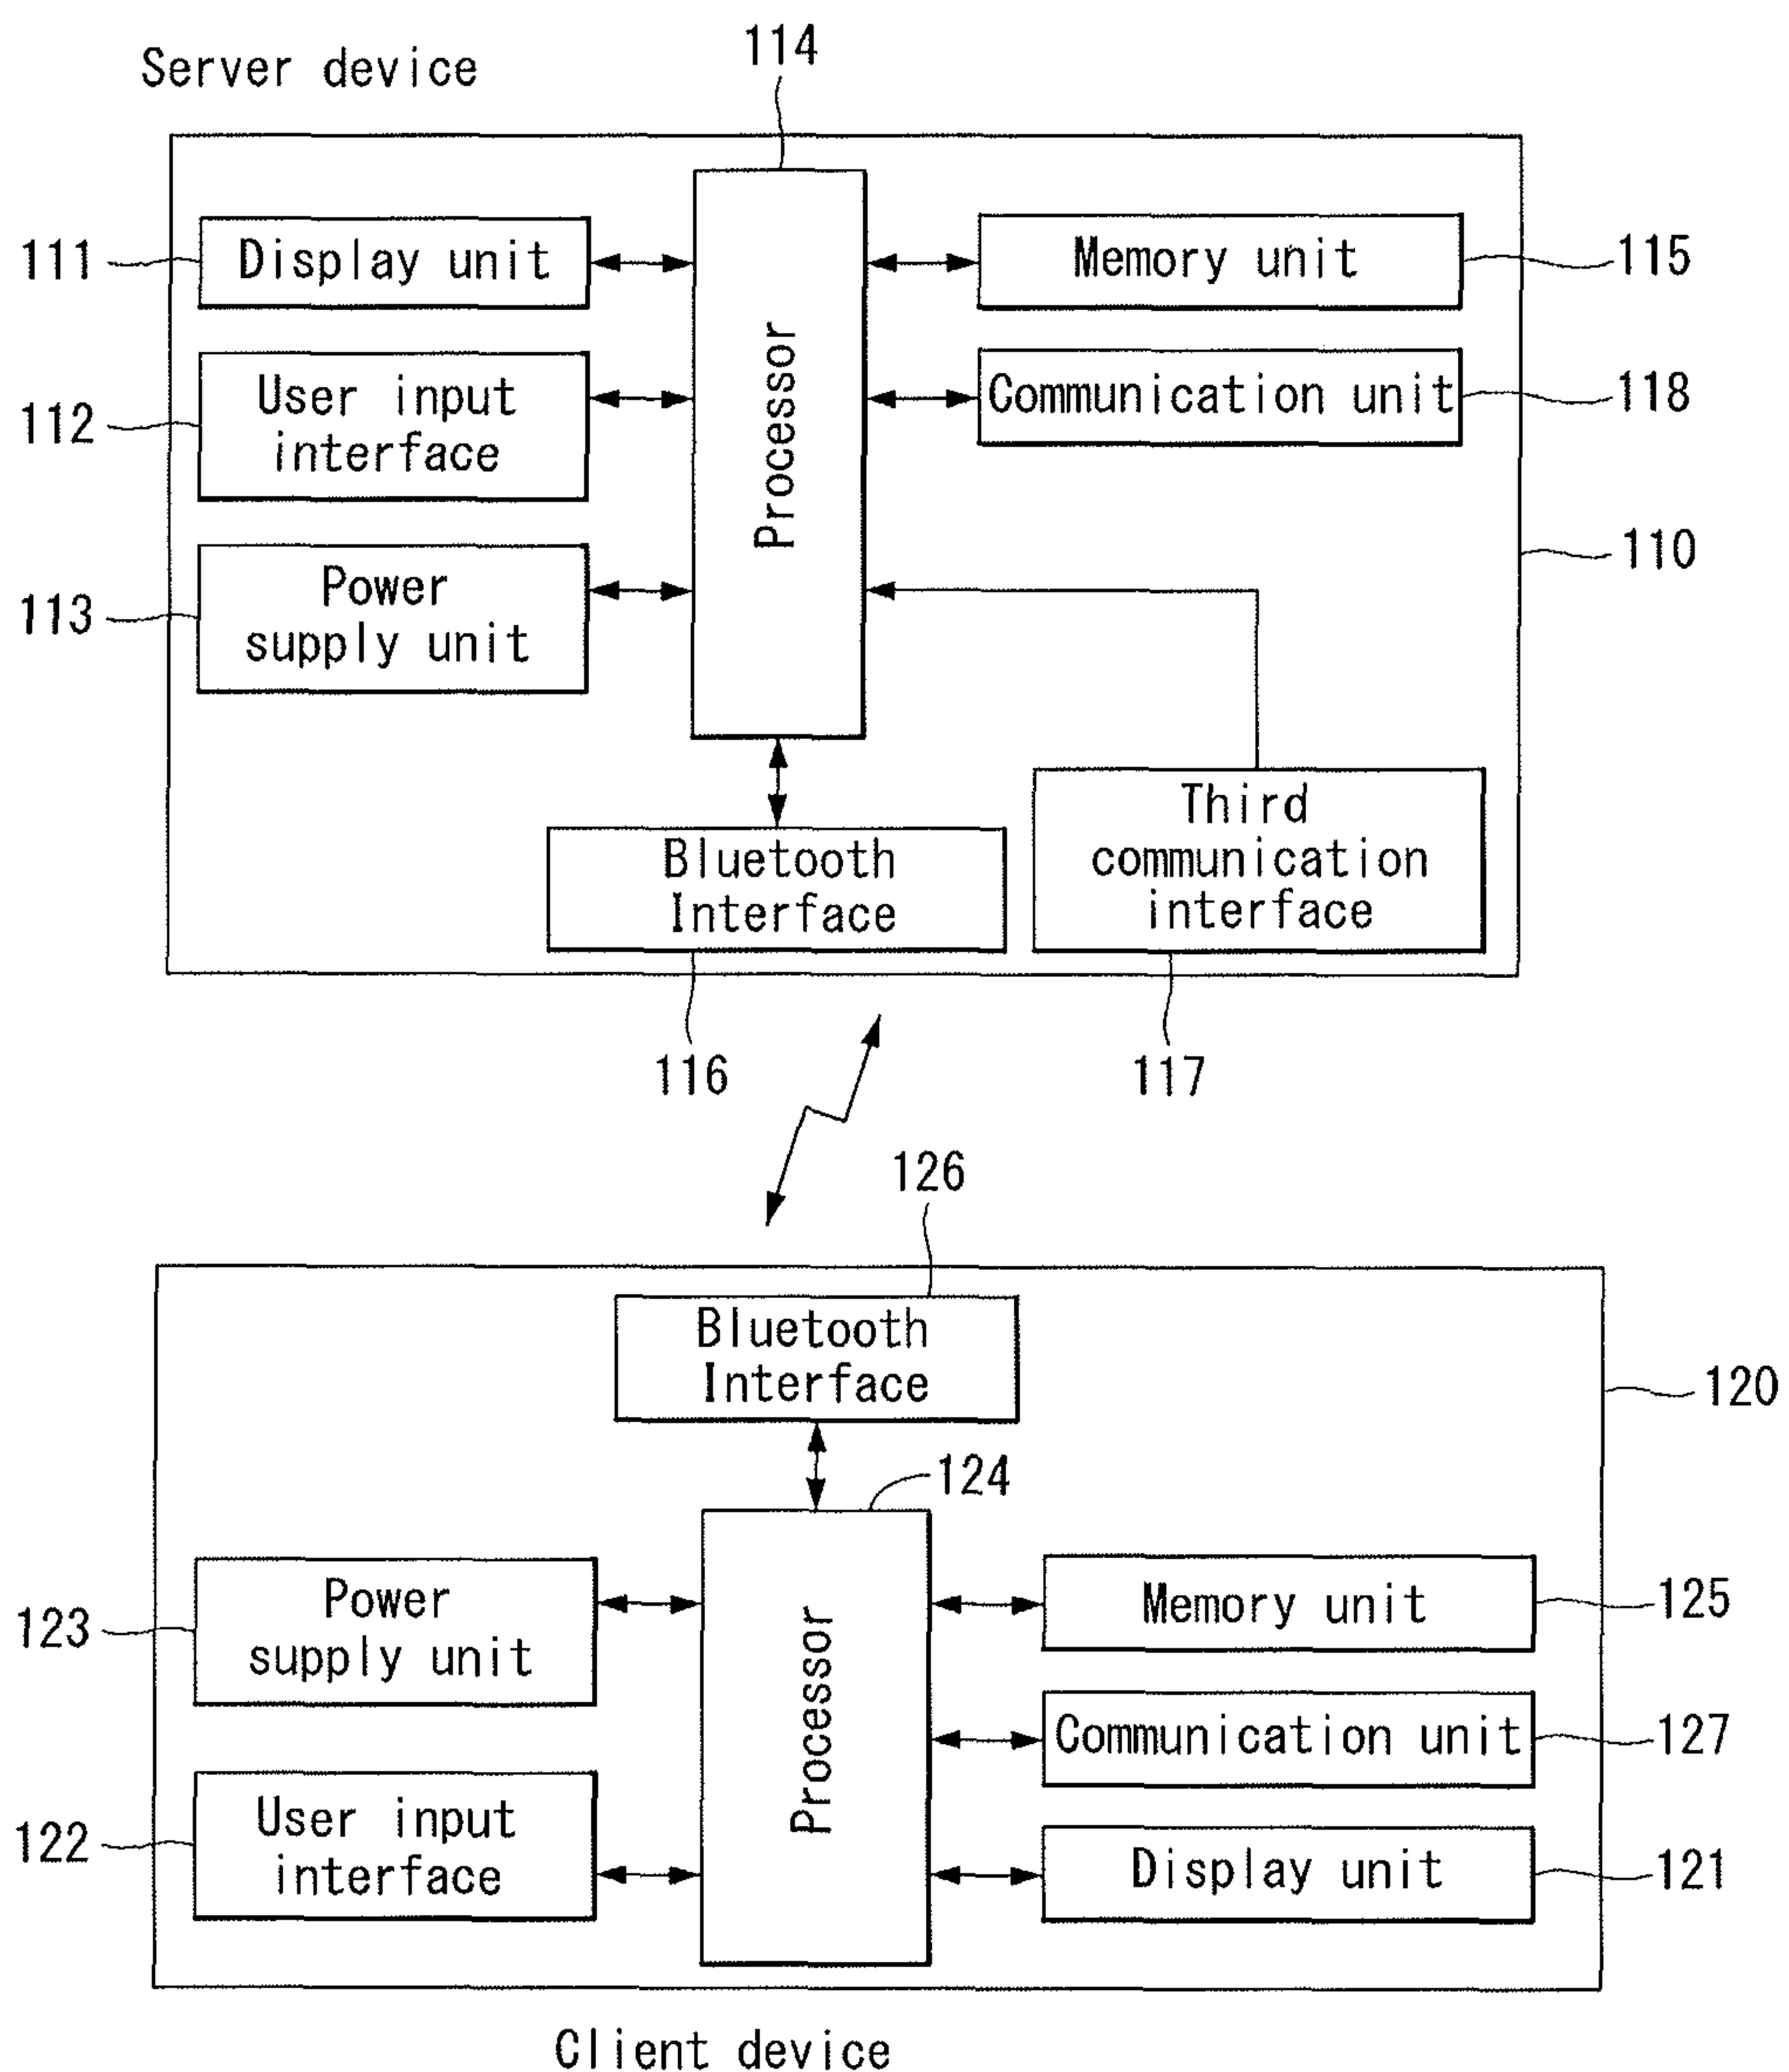 Server device
114
111
Display unit
Memory unit
115
112
User input
interface
Processor
Communication unit
118
110
113
Power
supply unit
Bluetooth
Interface
Third
communication
interface
116
117
126
Bluetooth
Interface
120
124
123
Power
supply unit
Processor
Memory unit
125
Communication unit
127
122
User input
interface
Display unit
121
Client device